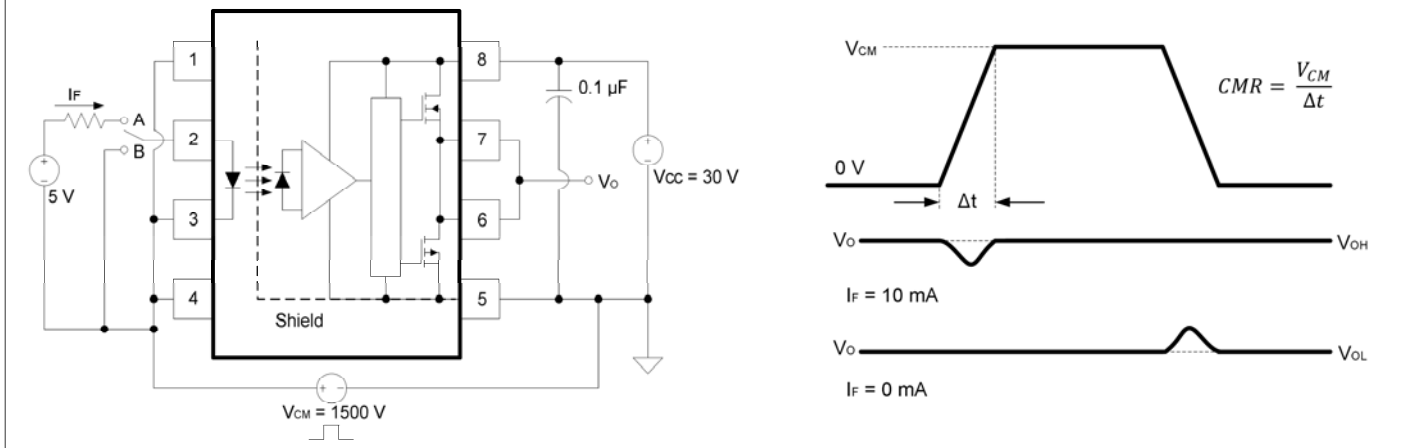 1
8
IF
A
0.1 µF
2
7
B
5 V
VO
VCC = 30 V
3
6
4
5
Shield
VCM = 1500 V
VCM
CMR = VCM / Δt
0 V
Δt
VO
VOH
IF = 10 mA
VO
VOL
IF = 0 mA